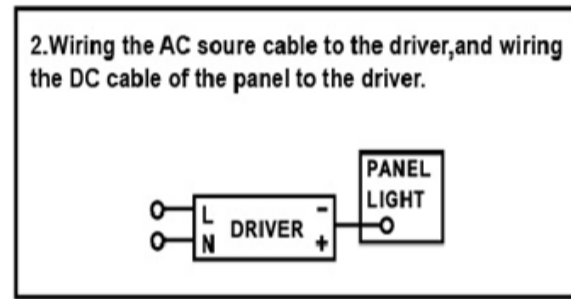 2.Wiring the AC soure cable to the driver,and wiring
the DC cable of the panel to the driver.
PANEL
LIGHT
L
-
DRIVER
N
+